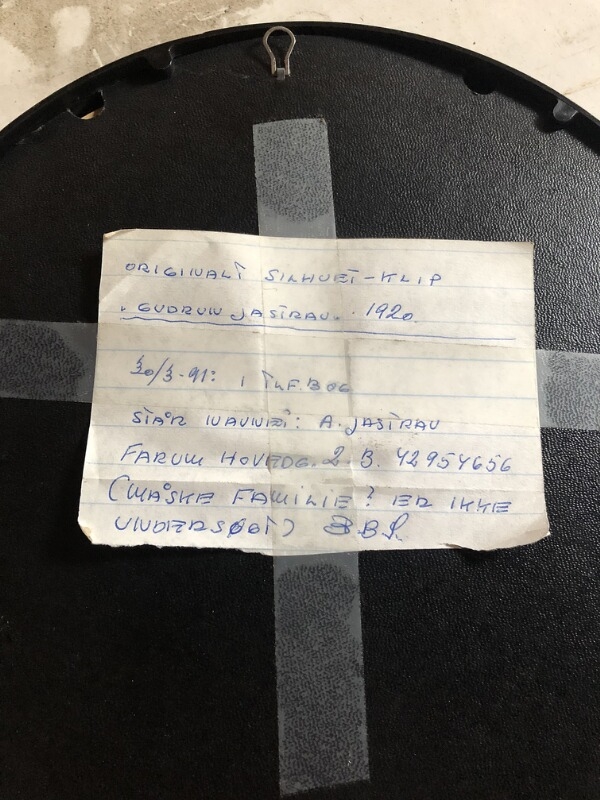 ORIGINALT SILHUET-KLIP
. GUDRUN JASTRAU. 1920
30/3-91: I TLF.BOG
STÅR NAVNET: A. JASTRAU
FARUM HOVEDG. 2. B. 42954656
(MÅSKE FAMILIE? ER IKKE
UNDERSØGT)